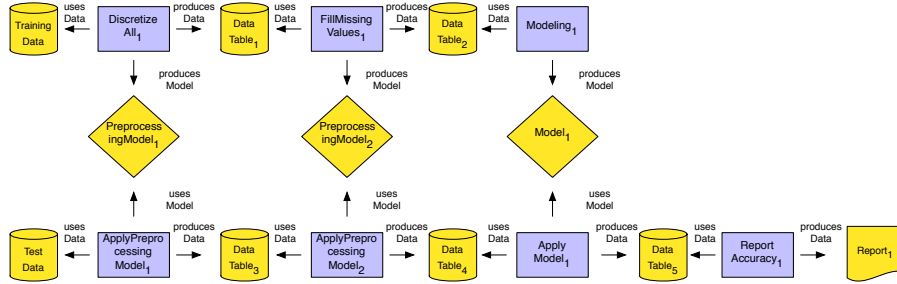 uses
Data
produces
Data
uses
Data
produces
Data
uses
Data
Training
Data
Discretize
All1
Data
Table1
FillMissing
Values1
Data
Table2
Modeling1
produces
Model
produces
Model
produces
Model
Preprocess
ingModel1
Preprocess
ingModel2
Model1
uses
Model
uses
Model
uses
Model
uses
Data
produces
Data
uses
Data
produces
Data
uses
Data
produces
Data
uses
Data
produces
Data
Test
Data
ApplyPrepro
cessing
Model1
Data
Table3
ApplyPrepro
cessing
Model2
Data
Table4
Apply
Model1
Data
Table5
Report
Accuracy1
Report1